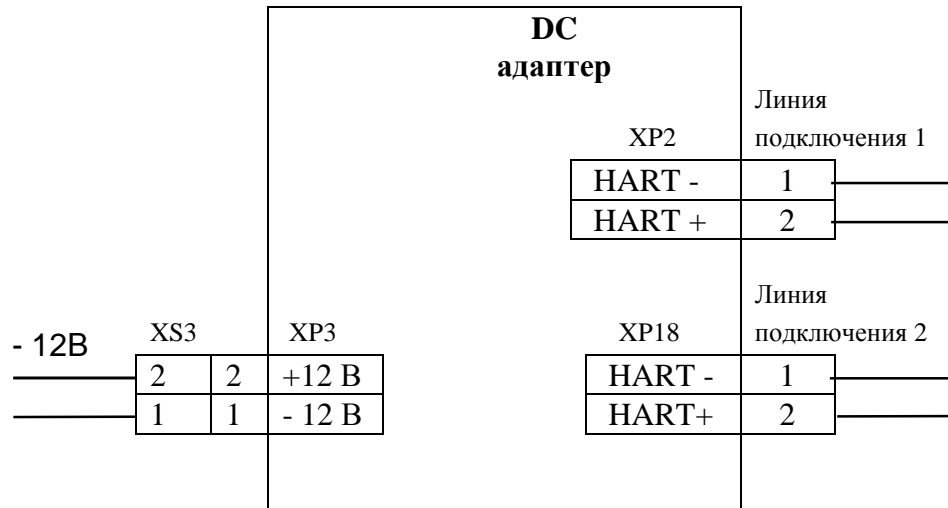 DC
адаптер
Линия
подключения 1
XP2
HART - 1
HART + 2
Линия
подключения 2
- 12В
XS3 XP3
XP18
2 2 +12 В
1 1 - 12 В
HART - 1
HART+ 2